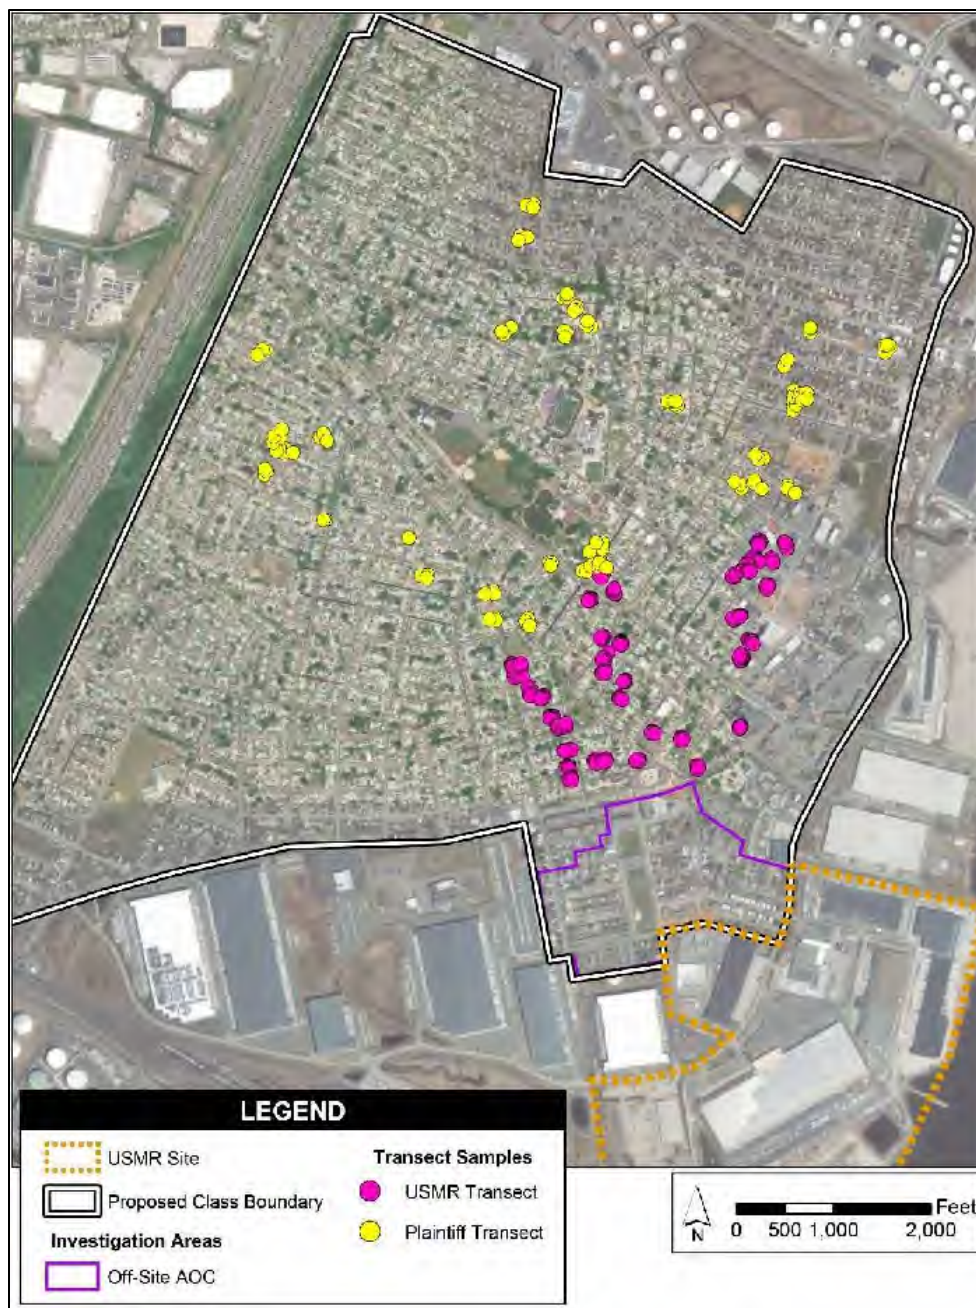 LEGEND
USMR Site
Proposed Class Boundary
Investigation Areas
Off-Site AOC
Transect Samples
USMR Transect
Plaintiff Transect
N
Feet
0 500 1,000 2,000